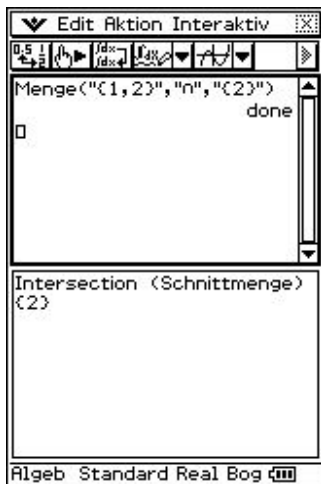 Edit Aktion Interaktiv
Menge("{1,2}","∩","{2}")
done
Intersection (Schnittmenge)
{2}
Algeb Standard Real Bog